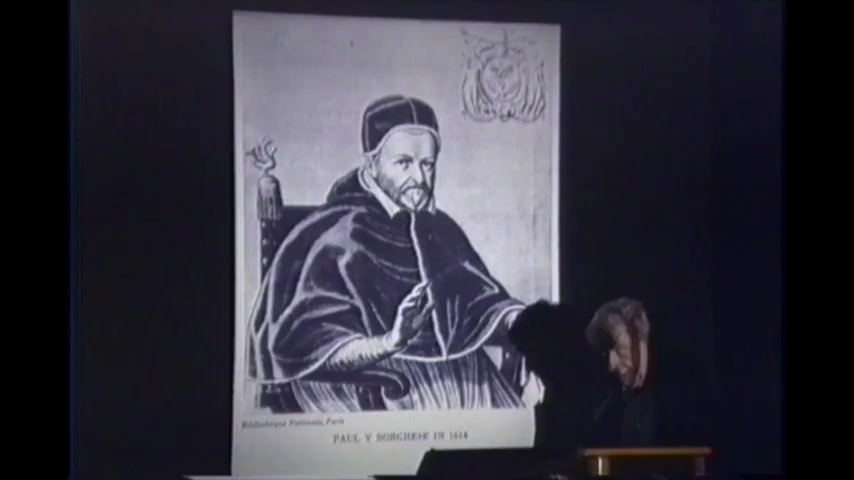 Bibliothèque Nationale, Paris
PAUL V BORGHESE IN 1614